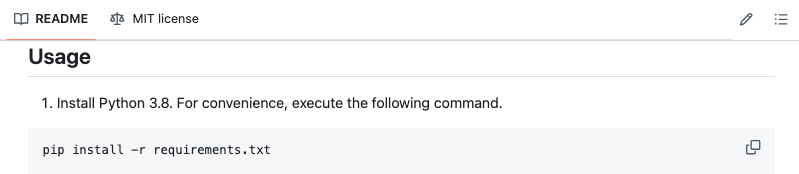 README
MIT license
Usage
1. Install Python 3.8. For convenience, execute the following command.
pip install -r requirements.txt